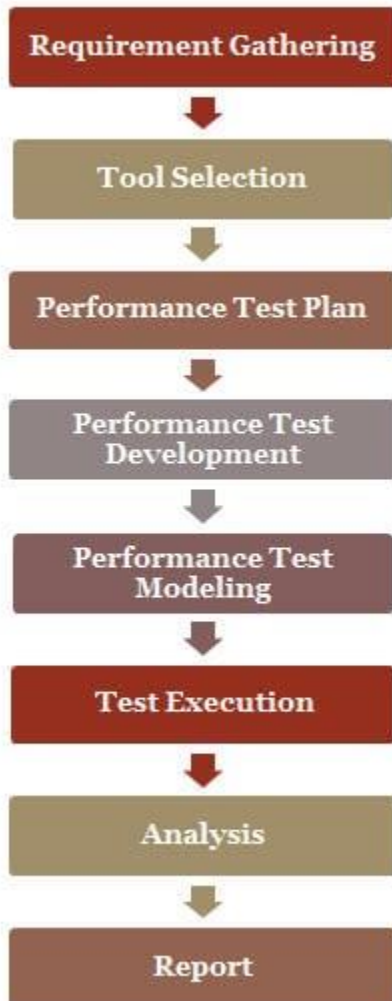 Requirement Gathering
Tool Selection
Performance Test Plan
Performance Test
Development
Performance Test
Modeling
Test Execution
Analysis
Report